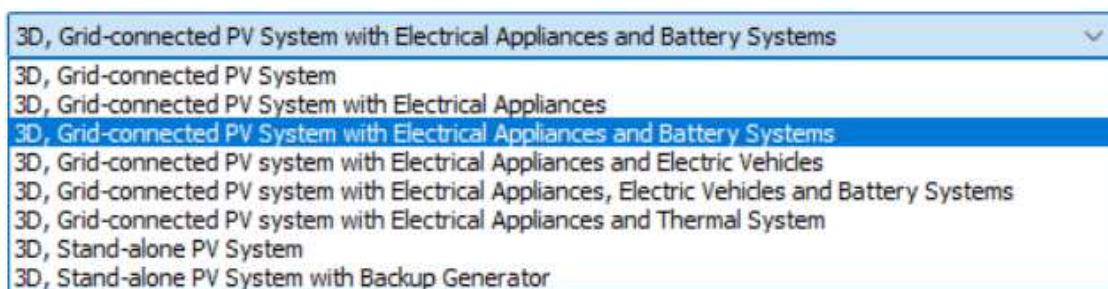 3D, Grid-connected PV System with Electrical Appliances and Battery Systems
3D, Grid-connected PV System
3D, Grid-connected PV System with Electrical Appliances
3D, Grid-connected PV System with Electrical Appliances and Battery Systems
3D, Grid-connected PV system with Electrical Appliances and Electric Vehicles
3D, Grid-connected PV system with Electrical Appliances, Electric Vehicles and Battery Systems
3D, Grid-connected PV system with Electrical Appliances and Thermal System
3D, Stand-alone PV System
3D, Stand-alone PV System with Backup Generator